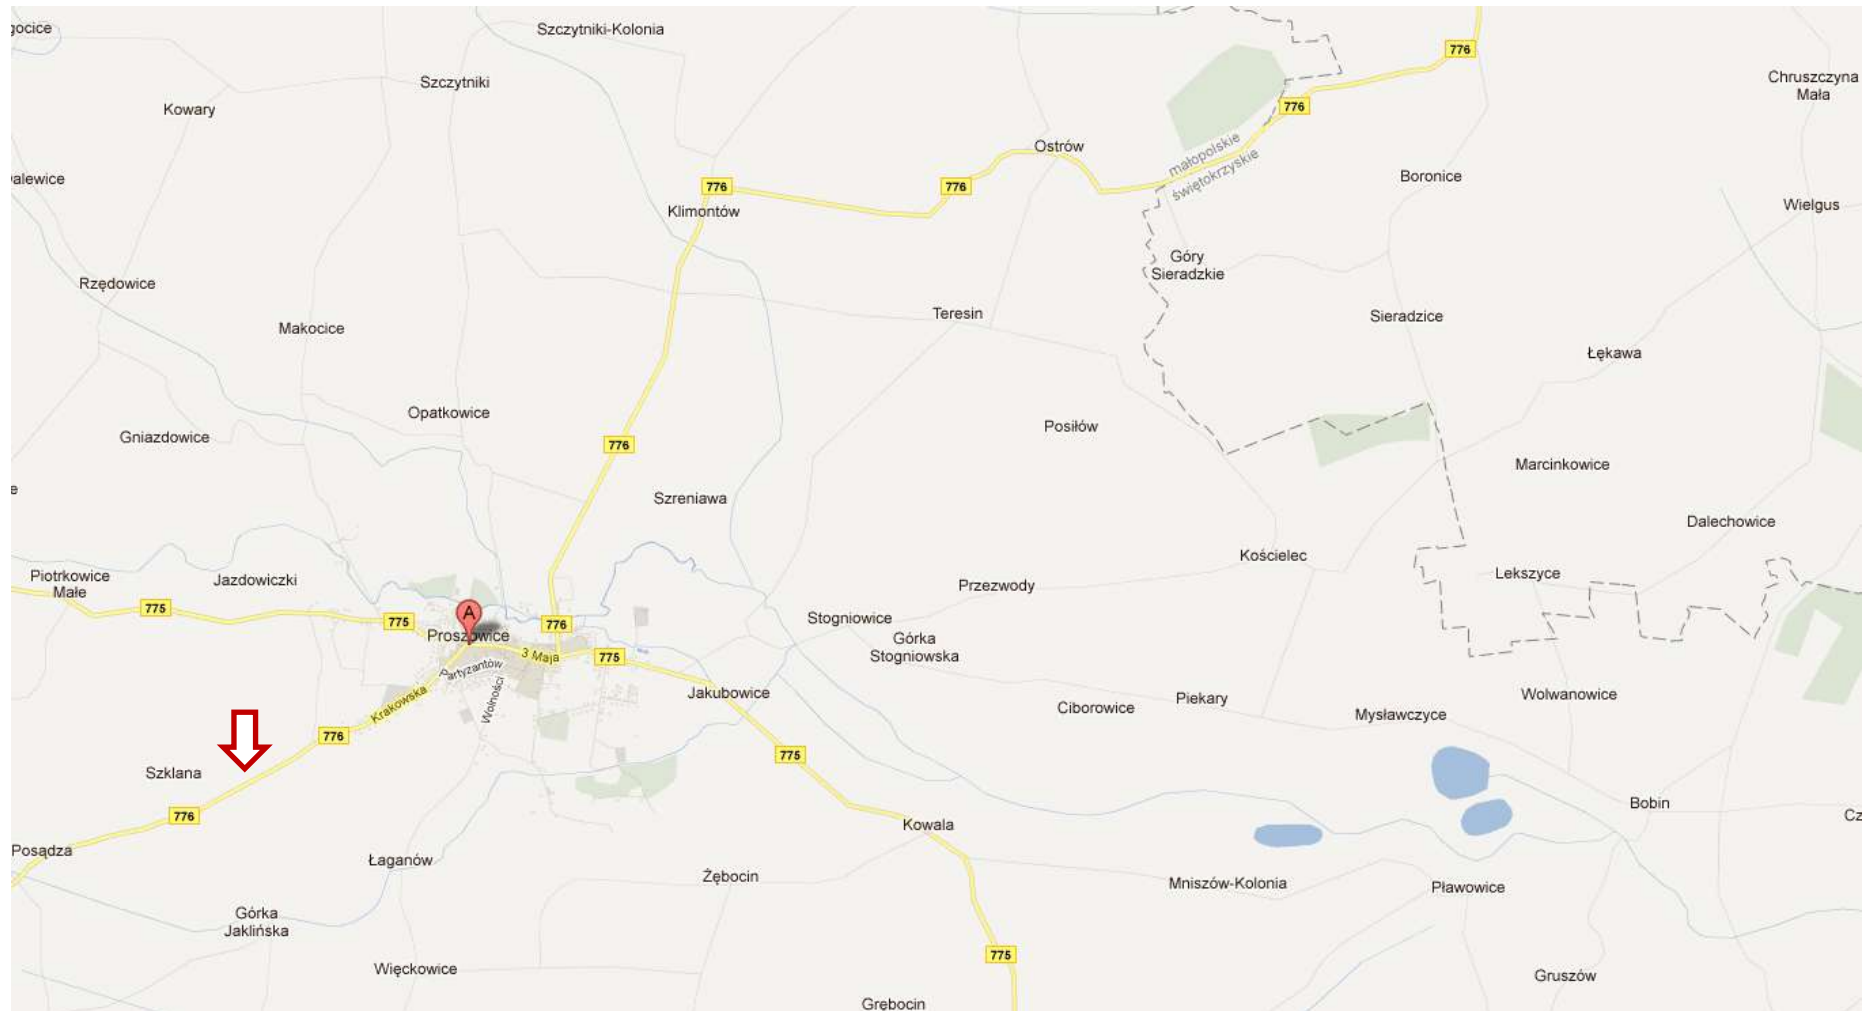 Szczytniki-Kolonia
776
Szczytniki
Chruszczyna
Mała
Kowary
776
Ostrów
małopolskie
świętokrzyskie
Boronice
776
776
Klimontów
Wielgus
Góry
Sieradzkie
Rzędowice
Teresin
Sieradzice
Makocice
Łękawa
Opatkowice
Posiłów
Gniazdowice
776
Marcinkowice
Szreniawa
Dalechowice
Kościelec
Piotrkowice
Małe
Jazdowiczki
Przezwody
Lekszyce
775
775
A
776
Stogniowice
Proszowice
Górka
Stogniowska
3 Maja
775
Partyzantów
Krakowska
Wolności
Jakubowice
Ciborowice
Piekary
Mysławczyce
Wolwanowice
776
775
Szklana
776
Bobin
Kowala
Posądza
Łaganów
Żębocin
Mniszów-Kolonia
Pławowice
Górka
Jaklińska
775
Więckowice
Gruszów
Grębocin